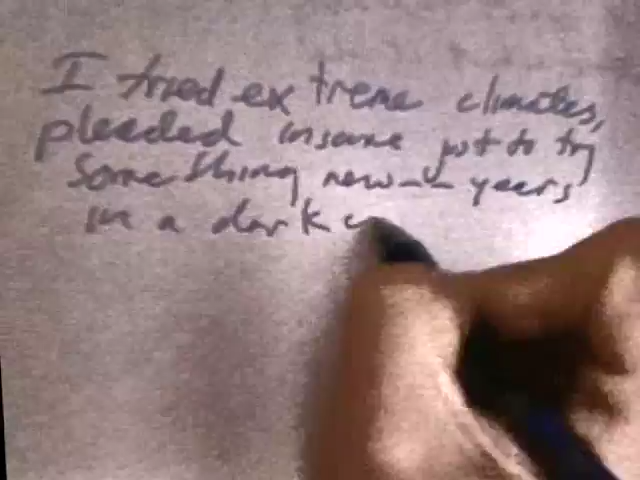 I tried extreme climates,
pleaded insane just to try
something new -- years
in a dark